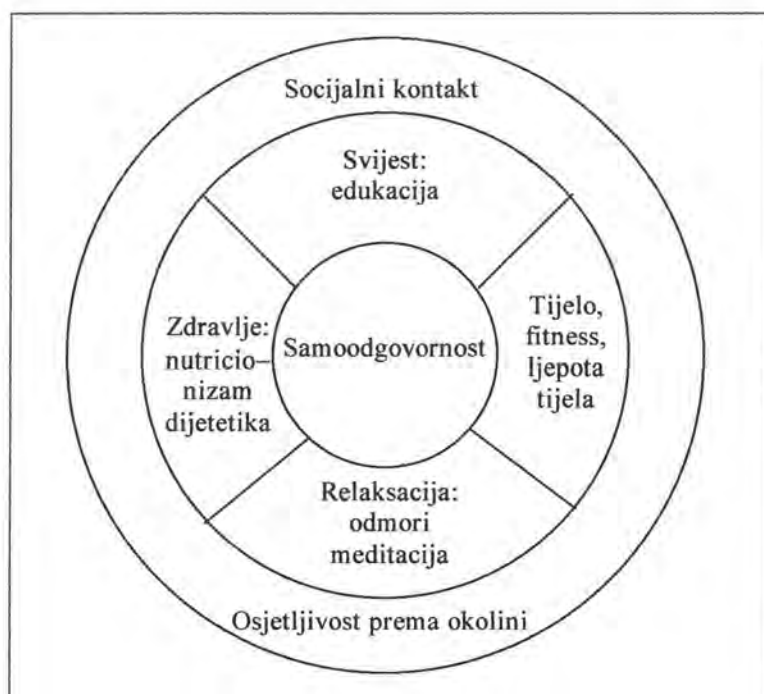 Socijalni kontakt
Svijest:
edukacija
Zdravlje:
nutricio–
nizam
dijetetika
Samoodgovornost
Tijelo,
fitness,
ljepota
tijela
Relaksacija:
odmori
meditacija
Osjetljivost prema okolini